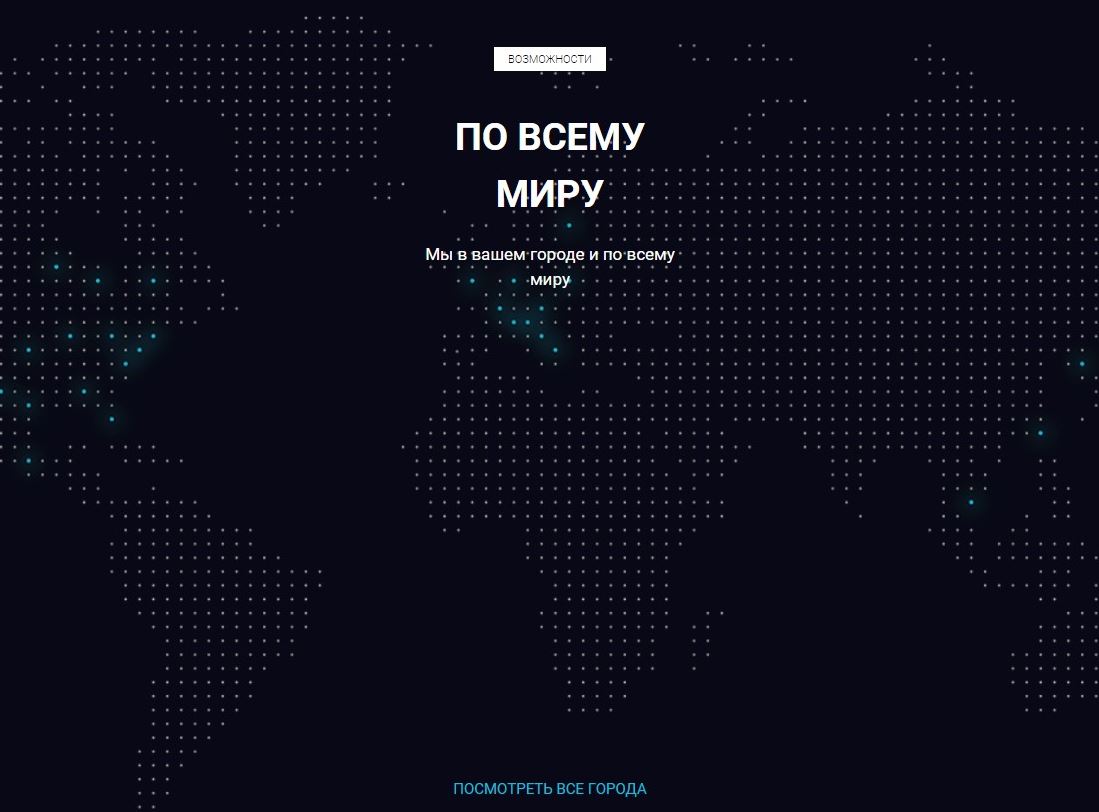 ВОЗМОЖНОСТИ
ПО ВСЕМУ
МИРУ
Мы в вашем городе и по всему
миру
ПОСМОТРЕТЬ ВСЕ ГОРОДА